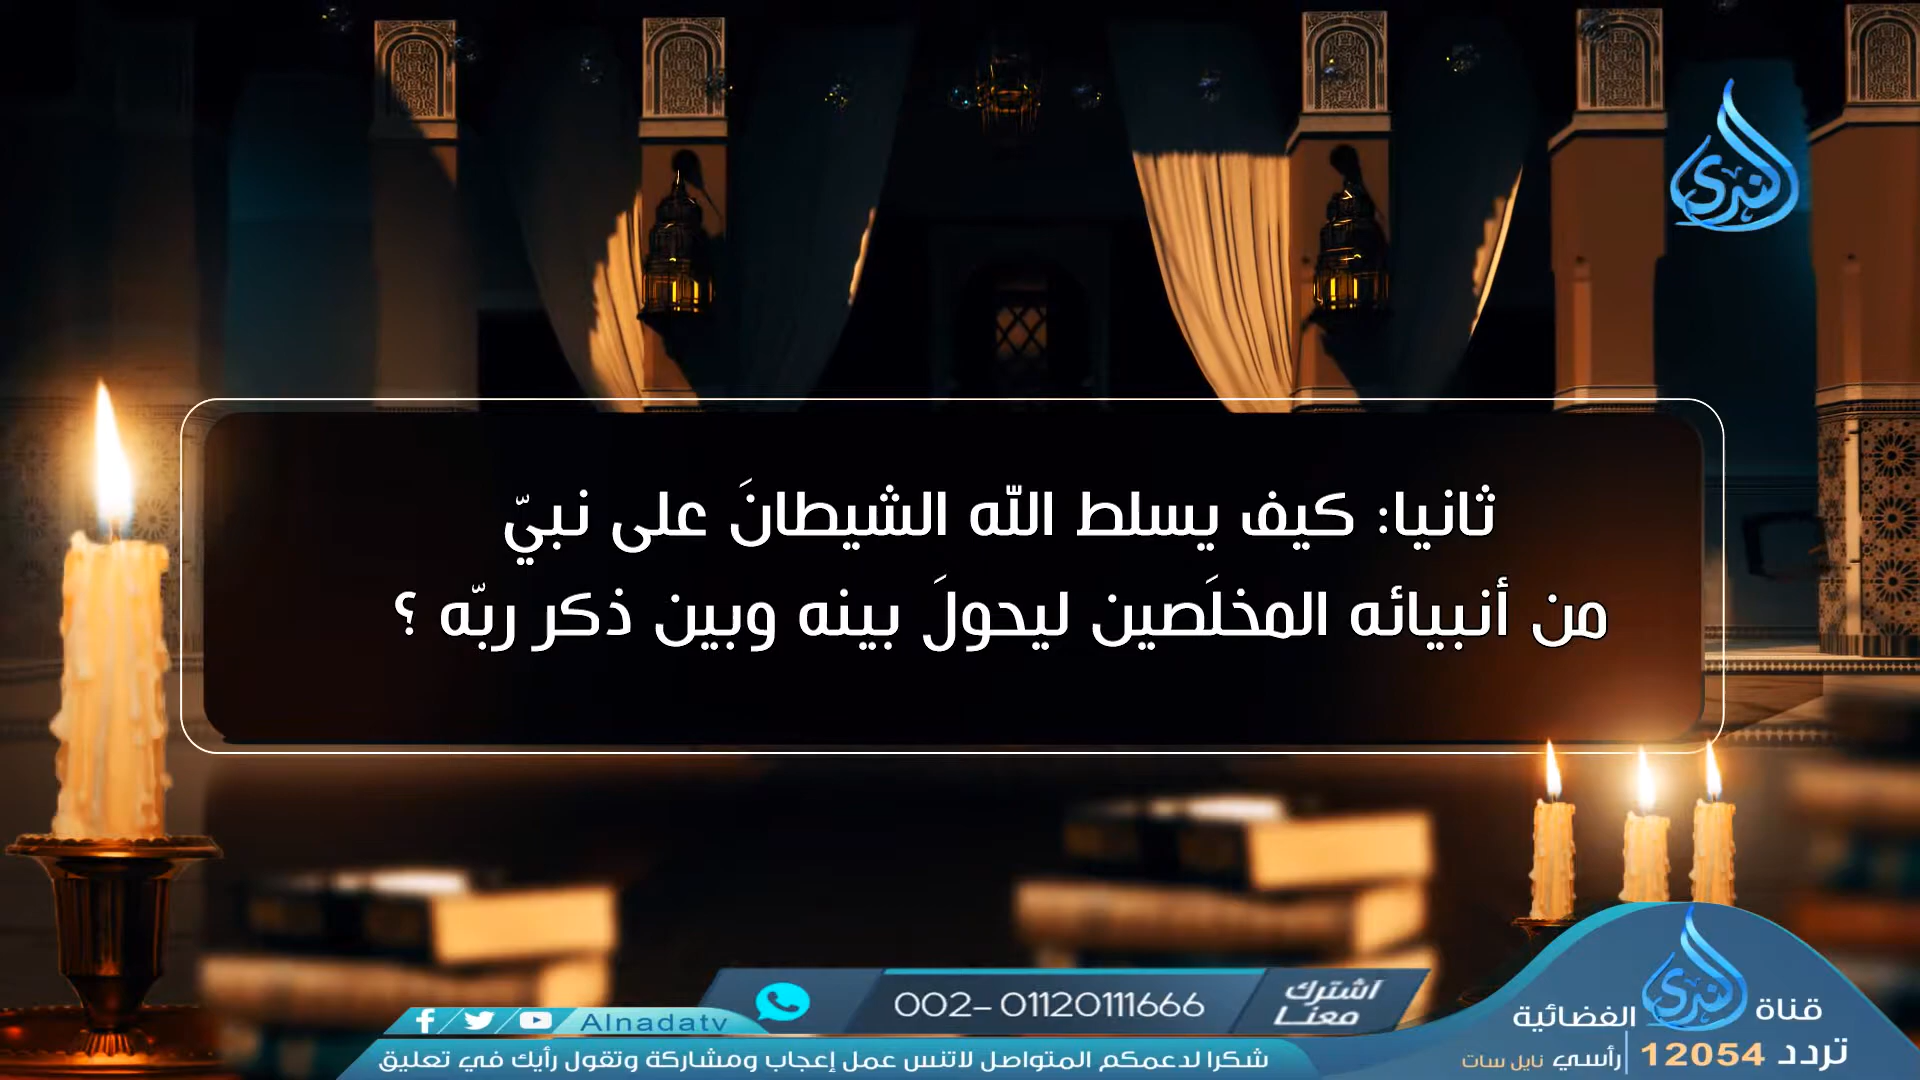 الندى
ثانيا: كيف يسلط الله الشيطانَ على نبيّ
من أنبيائه المخلَصين ليحولَ بينه وبين ذكر ربّه ؟
اشترك معنا
002– 01120111666
Alnadatv
قناة الندى الفضائية
تردد 12054 رأسي نايل سات
شكرا لدعمكم المتواصل لاتنس عمل إعجاب ومشاركة وتقول رأيك في تعليق